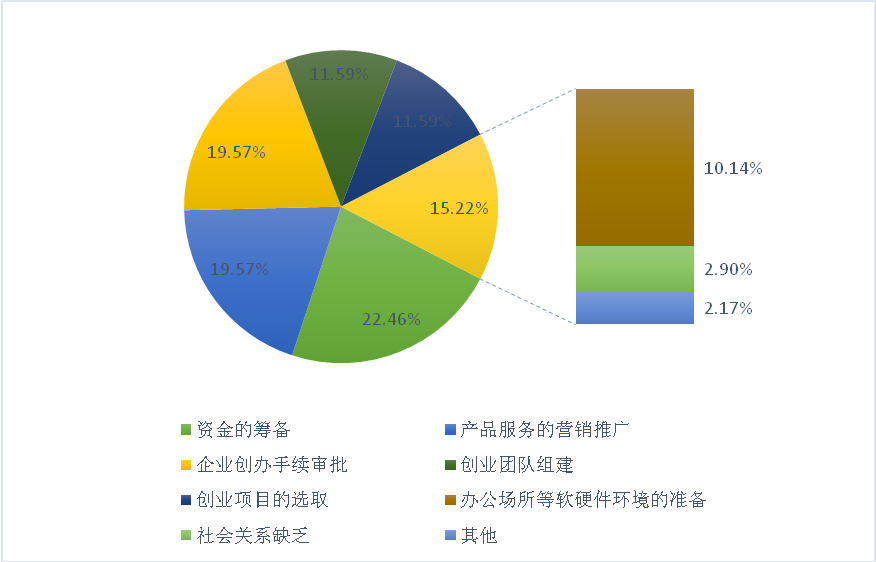 11.59%
11.59%
19.57%
10.14%
15.22%
19.57%
2.90%
2.17%
22.46%
资金的筹备
产品服务的营销推广
企业创办手续审批
创业团队组建
创业项目的选取
办公场所等软硬件环境的准备
社会关系缺乏
其他